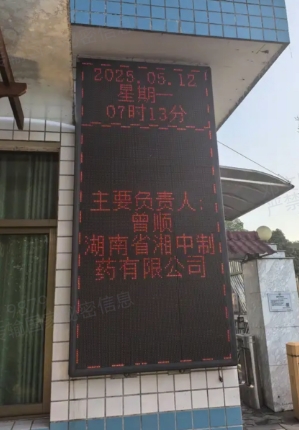 2025.05.12
星期一
07时13分
主要负责人:
曾顺
湖南省湘中制
药有限公司